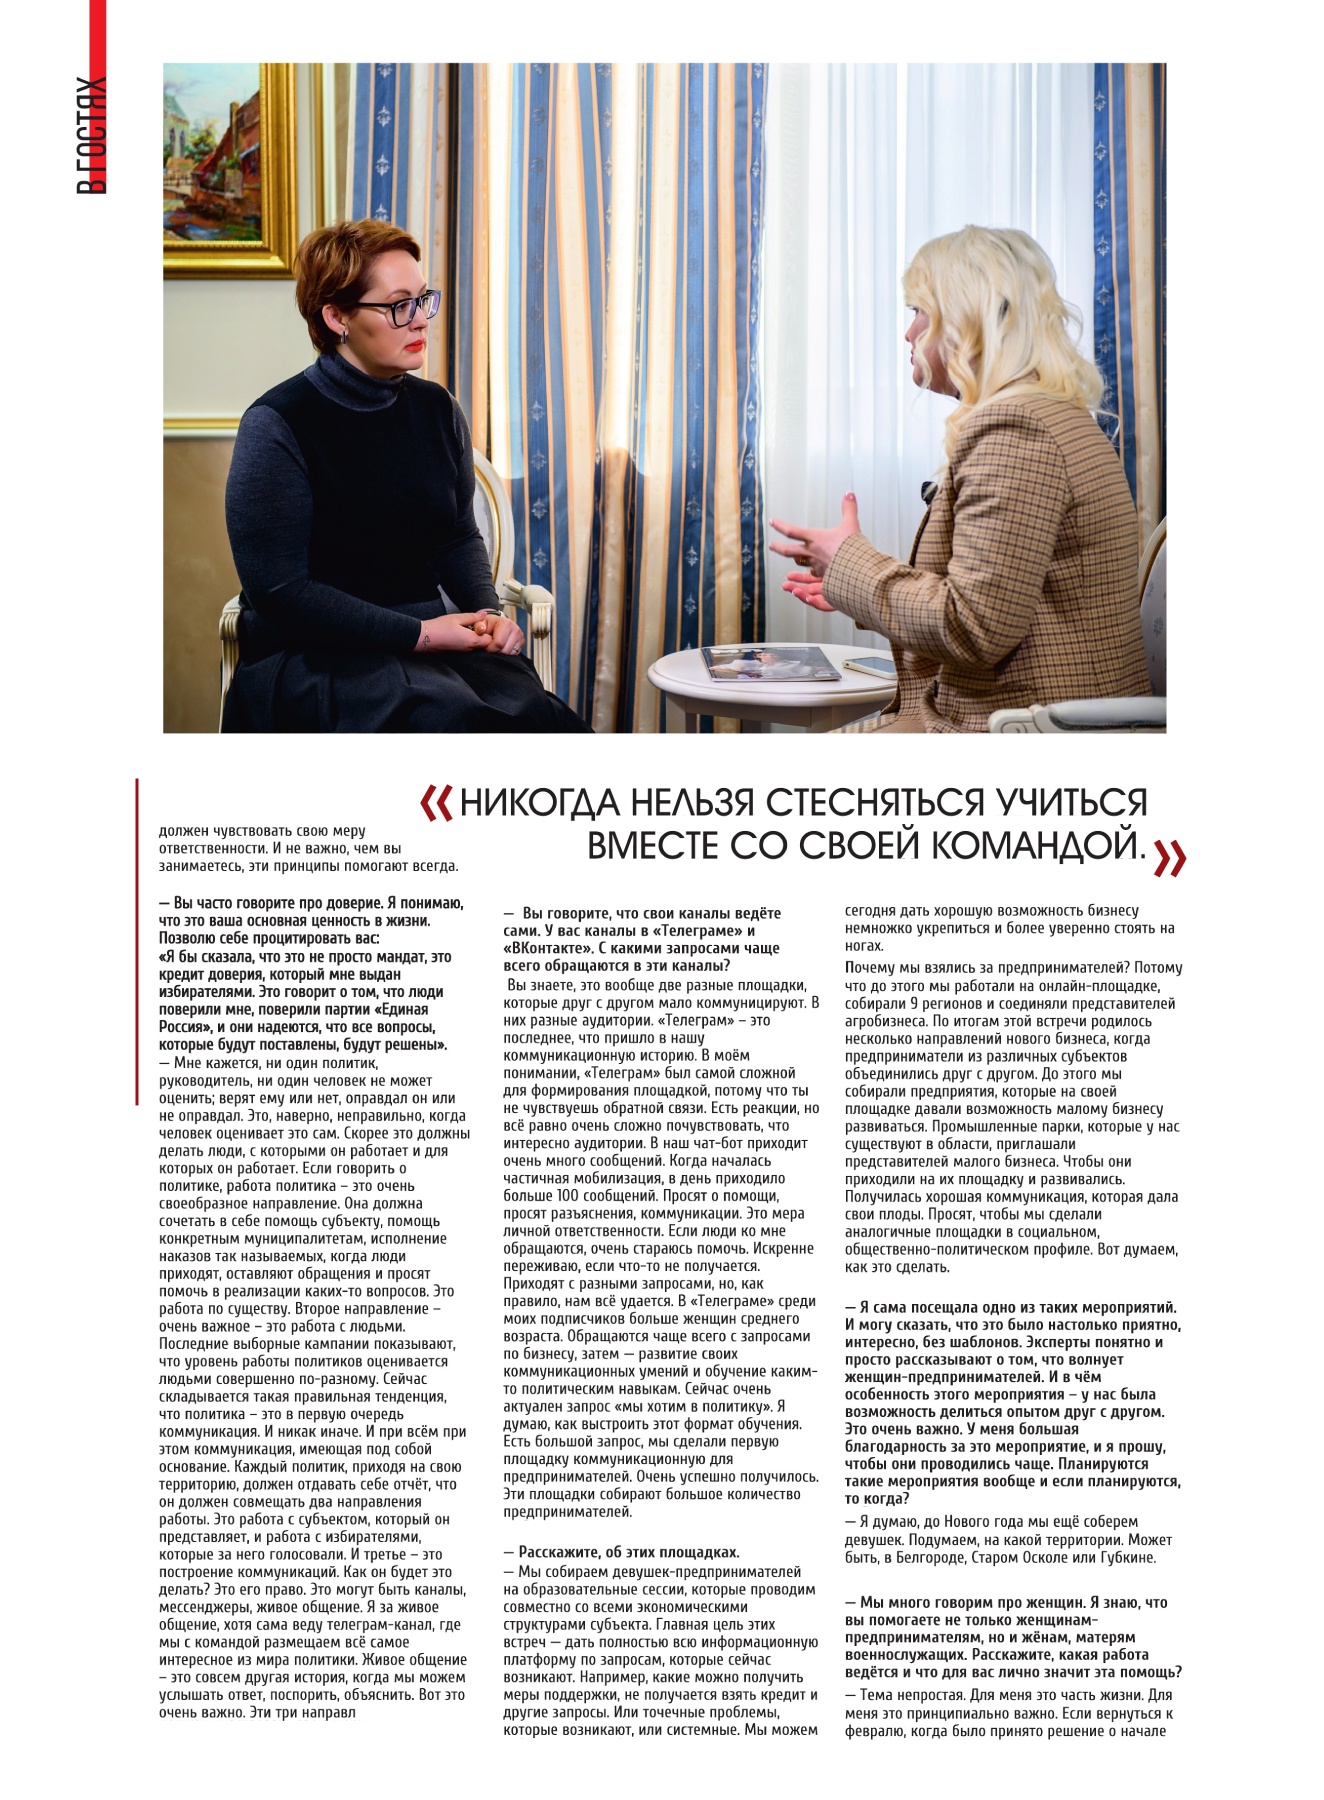 В ГОСТЯХ
«НИКОГДА НЕЛЬЗЯ СТЕСНЯТЬСЯ УЧИТЬСЯ
ВМЕСТЕ СО СВОЕЙ КОМАНДОЙ.»
должен чувствовать свою меру
ответственности. И не важно, чем вы
занимаетесь, эти принципы помогают всегда.
— Вы часто говорите про доверие. Я понимаю,
что это ваша основная ценность в жизни.
Позволю себе процитировать вас:
«Я бы сказала, что это не просто мандат, это
кредит доверия, который мне выдан
избирателями. Это говорит о том, что люди
поверили мне, поверили партии «Единая
Россия», и они надеются, что все вопросы,
которые будут поставлены, будут решены».
— Мне кажется, ни один политик,
руководитель, ни один человек не может
оценить; верят ему или нет, оправдал он или
не оправдал. Это, наверно, неправильно, когда
человек оценивает это сам. Скорее это должны
делать люди, с которыми он работает и для
которых он работает. Если говорить о
политике, работа политика – это очень
своеобразное направление. Она должна
сочетать в себе помощь субъекту, помощь
конкретным муниципалитетам, исполнение
наказов так называемых, когда люди
приходят, оставляют обращения и просят
помочь в реализации каких-то вопросов. Это
работа по существу. Второе направление –
очень важное – это работа с людьми.
Последние выборные кампании показывают,
что уровень работы политиков оценивается
людьми совершенно по-разному. Сейчас
складывается такая правильная тенденция,
что политика – это в первую очередь
коммуникация. И никак иначе. И при всём при
этом коммуникация, имеющая под собой
основание. Каждый политик, приходя на свою
территорию, должен отдавать себе отчёт, что
он должен совмещать два направления
работы. Это работа с субъектом, который он
представляет, и работа с избирателями,
которые за него голосовали. И третье – это
построение коммуникаций. Как он будет это
делать? Это его право. Это могут быть каналы,
мессенджеры, живое общение. Я за живое
общение, хотя сама веду телеграм-канал, где
мы с командой размещаем всё самое
интересное из мира политики. Живое общение
– это совсем другая история, когда мы можем
услышать ответ, поспорить, объяснить. Вот это
очень важно. Эти три направл
— Вы говорите, что свои каналы ведёте
сами. У вас каналы в «Телеграме» и
«ВКонтакте». С какими запросами чаще
всего обращаются в эти каналы?
Вы знаете, это вообще две разные площадки,
которые друг с другом мало коммуницируют. В
них разные аудитории. «Телеграм» – это
последнее, что пришло в нашу
коммуникационную историю. В моём
понимании, «Телеграм» был самой сложной
для формирования площадкой, потому что ты
не чувствуешь обратной связи. Есть реакции, но
всё равно очень сложно почувствовать, что
интересно аудитории. В наш чат-бот приходит
очень много сообщений. Когда началась
частичная мобилизация, в день приходило
больше 100 сообщений. Просят о помощи,
просят разъяснения, коммуникации. Это мера
личной ответственности. Если люди ко мне
обращаются, очень стараюсь помочь. Искренне
переживаю, если что-то не получается.
Приходят с разными запросами, но, как
правило, нам всё удается. В «Телеграме» среди
моих подписчиков больше женщин среднего
возраста. Обращаются чаще всего с запросами
по бизнесу, затем — развитие своих
коммуникационных умений и обучение каким-
то политическим навыкам. Сейчас очень
актуален запрос «мы хотим в политику». Я
думаю, как выстроить этот формат обучения.
Есть большой запрос, мы сделали первую
площадку коммуникационную для
предпринимателей. Очень успешно получилось.
Эти площадки собирают большое количество
предпринимателей.
— Расскажите, об этих площадках.
— Мы собираем девушек-предпринимателей
на образовательные сессии, которые проводим
совместно со всеми экономическими
структурами субъекта. Главная цель этих
встреч — дать полностью всю информационную
платформу по запросам, которые сейчас
возникают. Например, какие можно получить
меры поддержки, не получается взять кредит и
другие запросы. Или точечные проблемы,
которые возникают, или системные. Мы можем
сегодня дать хорошую возможность бизнесу
немножко укрепиться и более уверенно стоять на
ногах.
Почему мы взялись за предпринимателей? Потому
что до этого мы работали на онлайн-площадке,
собирали 9 регионов и соединяли представителей
агробизнеса. По итогам этой встречи родилось
несколько направлений нового бизнеса, когда
предприниматели из различных субъектов
объединились друг с другом. До этого мы
собирали предприятия, которые на своей
площадке давали возможность малому бизнесу
развиваться. Промышленные парки, которые у нас
существуют в области, приглашали
представителей малого бизнеса. Чтобы они
приходили на их площадку и развивались.
Получилась хорошая коммуникация, которая дала
свои плоды. Просят, чтобы мы сделали
аналогичные площадки в социальном,
общественно-политическом профиле. Вот думаем,
как это сделать.
— Я сама посещала одно из таких мероприятий.
И могу сказать, что это было настолько приятно,
интересно, без шаблонов. Эксперты понятно и
просто рассказывают о том, что волнует
женщин-предпринимателей. И в чём
особенность этого мероприятия – у нас была
возможность делиться опытом друг с другом.
Это очень важно. У меня большая
благодарность за это мероприятие, и я прошу,
чтобы они проводились чаще. Планируются
такие мероприятия вообще и если планируются,
то когда?
— Я думаю, до Нового года мы ещё соберем
девушек. Подумаем, на какой территории. Может
быть, в Белгороде, Старом Осколе или Губкине.
— Мы много говорим про женщин. Я знаю, что
вы помогаете не только женщинам-
предпринимателям, но и жёнам, матерям
военнослужащих. Расскажите, какая работа
ведётся и что для вас лично значит эта помощь?
— Тема непростая. Для меня это часть жизни. Для
меня это принципиально важно. Если вернуться к
февралю, когда было принято решение о начале